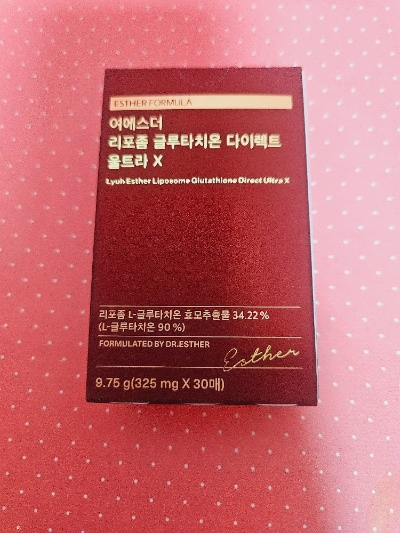 ESTHER FORMULA
여에스더
리포좀 글루타치온 다이렉트
울트라 X
Lyuh Esther Liposome Glutathione Direct Ultra X
리포좀 L-글루타치온 효모추출물 34.22 %
(L-글루타치온 90 %)
FORMULATED BY DR.ESTHER
Esther
9.75 g(325 mg X 30매)